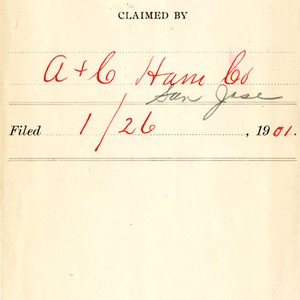 CLAIMED BY
A & C Ham Co
San Jose
Filed 1/26, 1901.